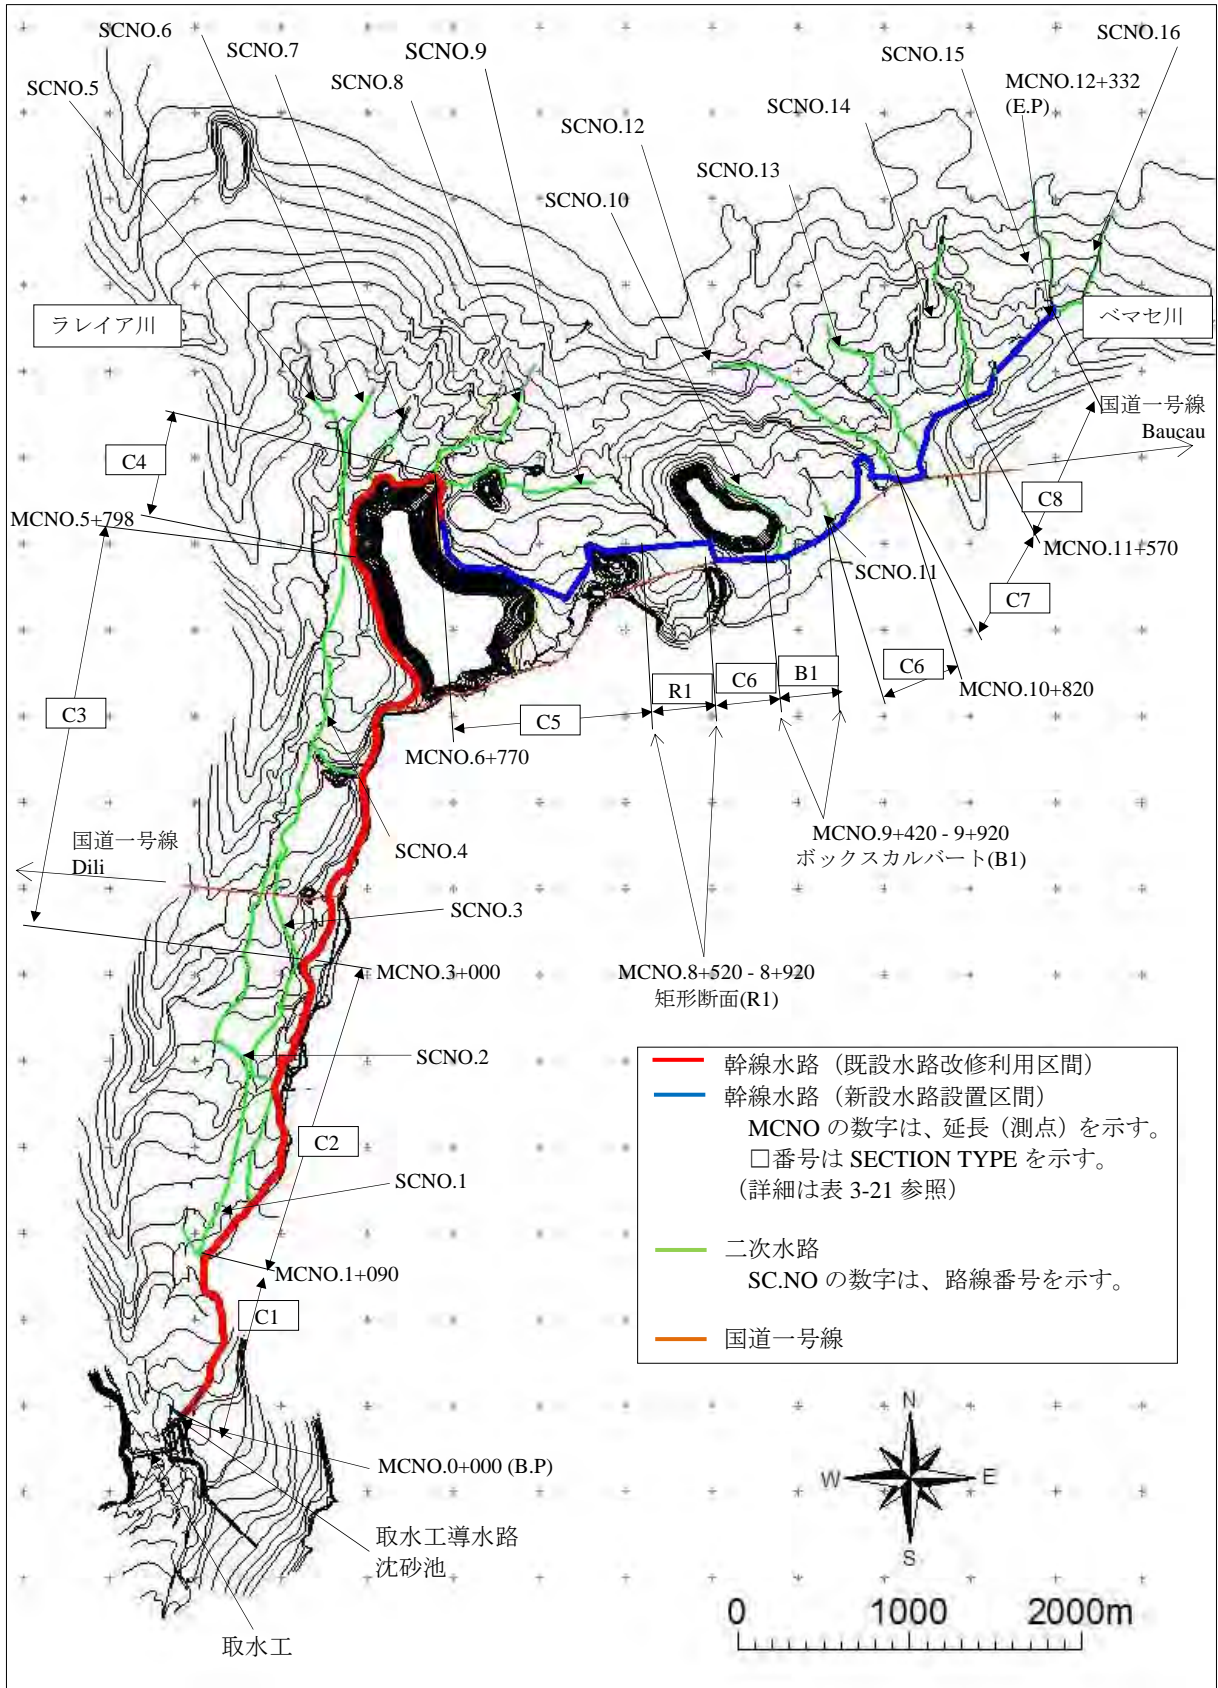 SCNO.6
SCNO.7
SCNO.5
SCNO.8
SCNO.9
SCNO.12
SCNO.10
SCNO.13
SCNO.14
SCNO.15
MCNO.12+332
(E.P)
SCNO.16
ラレイア川
ベマセ川
国道一号線
Baucau
C4
MCNO.5+798
C8
MCNO.11+570
SCNO.11
C7
C6
MCNO.10+820
B1
C6
R1
C5
MCNO.6+770
C3
MCNO.9+420 - 9+920
ボックスカルバート(B1)
国道一号線
Dili
SCNO.4
SCNO.3
MCNO.3+000
MCNO.8+520 - 8+920
矩形断面(R1)
SCNO.2
C2
SCNO.1
MCNO.1+090
C1
MCNO.0+000 (B.P)
取水工導水路
沈砂池
取水工
幹線水路（既設水路改修利用区間）
幹線水路（新設水路設置区間）
MCNO の数字は、延長（測点）を示す。
□番号は SECTION TYPE を示す。
（詳細は表 3-21 参照）
二次水路
SC.NO の数字は、路線番号を示す。
国道一号線
N
W E
S
0 1000 2000m